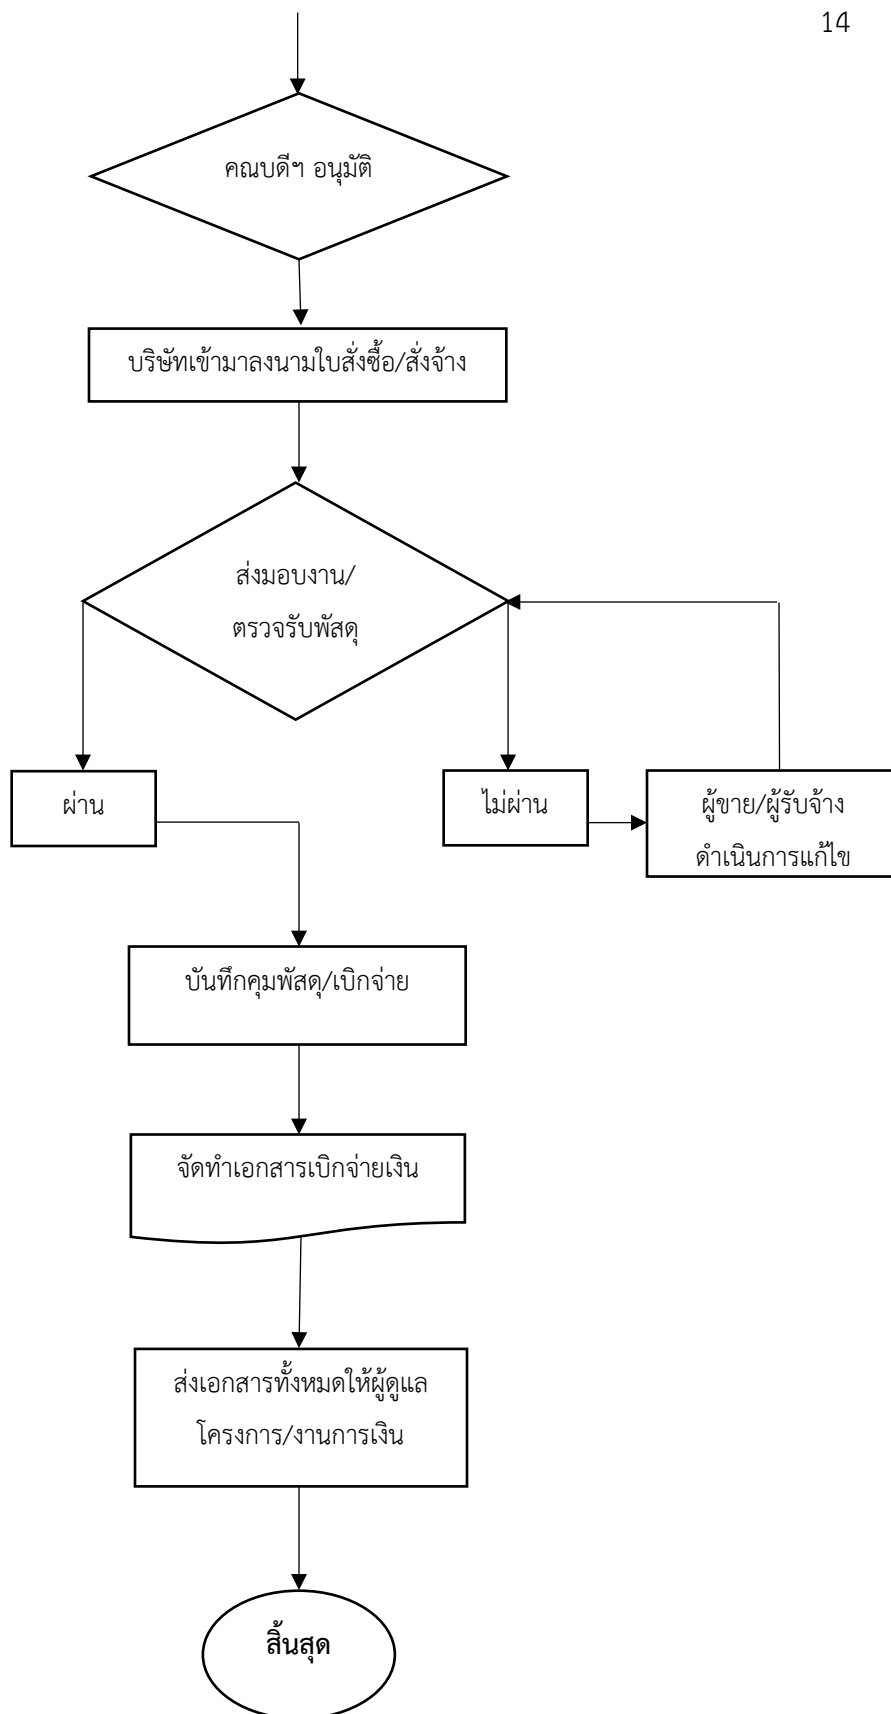 14
คณบดีฯ อนุมัติ
บริษัทเข้ามาลงนามใบสั่งซื้อ/สั่งจ้าง
ส่งมอบงาน/
ตรวจรับพัสดุ
ผ่าน
ไม่ผ่าน
ผู้ขาย/ผู้รับจ้าง
ดำเนินการแก้ไข
บันทึกคุมพัสดุ/เบิกจ่าย
จัดทำเอกสารเบิกจ่ายเงิน
ส่งเอกสารทั้งหมดให้ผู้ดูแล
โครงการ/งานการเงิน
สิ้นสุด